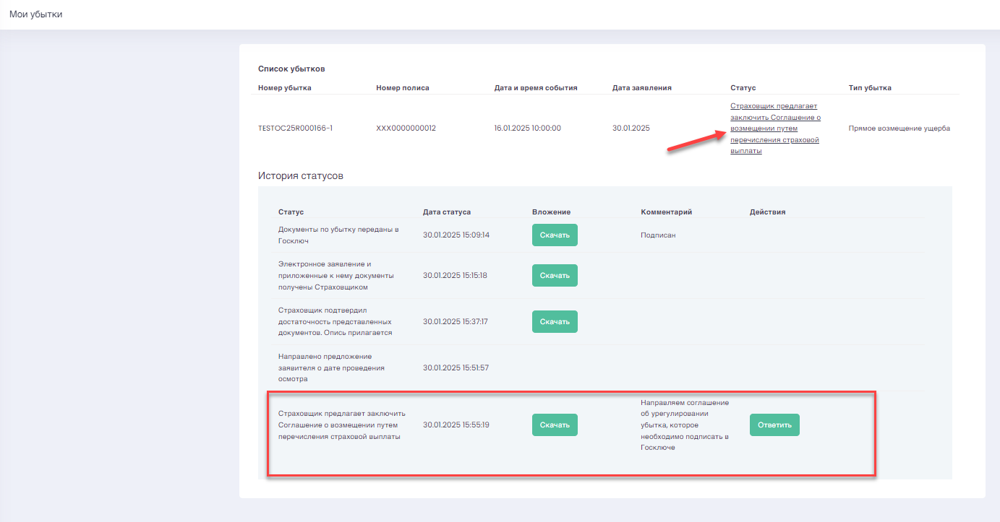 Мои убытки
Список убытков
Номер убытка Номер полиса Дата и время события Дата заявления Статус Тип убытка
TESTOC25R000166-1 XXX0000000012 16.01.2025 10:00:00 30.01.2025 Страховщик предлагает
заключить Соглашение о
возмещении путем
перечисления страховой
выплаты
Прямое возмещение ущерба
История статусов
Статус Дата статуса Вложение Комментарий Действия
Документы по убытку переданы в
Госключ
30.01.2025 15:09:14 Скачать Подписан
Электронное заявление и
приложенные к нему документы
получены Страховщиком
30.01.2025 15:15:18 Скачать
Страховщик подтвердил
достаточность представленных
документов. Опись прилагается
30.01.2025 15:37:17 Скачать
Направлено предложение
заявителя о дате проведения
осмотра
30.01.2025 15:51:57
Страховщик предлагает заключить
Соглашение о возмещении путем
перечисления страховой выплаты
30.01.2025 15:55:19 Скачать
Направляем соглашение
об урегулировании
убытка, которое
необходимо подписать в
Госключе
Ответить